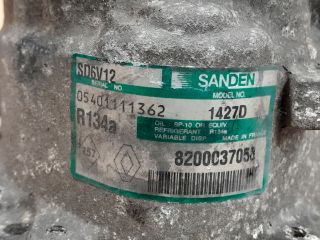 SD6V12
SANDEN
SERIAL NO.
MODEL NO.
05401111362
1427D
R134a
OIL SP-10 OR EQUIV
REFRIGERANT R134a
VARIABLE DISP. MADE IN
8200037058